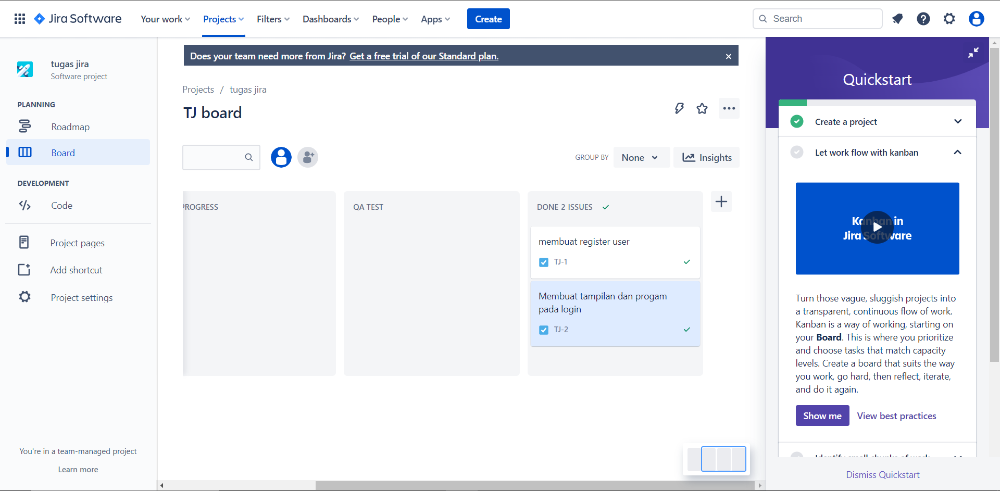 Jira Software
Your work
Projects
Filters
Dashboards
People
Apps
Create
Search
tugas jira
Software project
PLANNING
Roadmap
Board
DEVELOPMENT
Code
Project pages
Add shortcut
Project settings
You're in a team-managed project
Learn more
Does your team need more from Jira? Get a free trial of our Standard plan.
Projects / tugas jira
TJ board
GROUP BY
None
Insights
PROGRESS
QA TEST
DONE 2 ISSUES
membuat register user
TJ-1
Membuat tampilan dan progam
pada login
TJ-2
Quickstart
Create a project
Let work flow with kanban
Kanban in
Jira Software
Turn those vague, sluggish projects into
a transparent, continuous flow of work.
Kanban is a way of working, starting on
your Board. This is where you prioritize
and choose tasks that match capacity
levels. Create a board that suits the way
you work, go hard, then reflect, iterate,
and do it again.
Show me
View best practices
Identify small chunks of work
Dismiss Quickstart